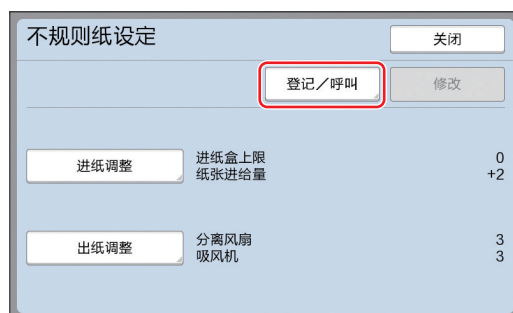 不规则纸设定 关闭
登记／呼叫 修改
进纸调整 进纸盒上限 0
纸张进给量 +2
出纸调整 分离风扇 3
吸风机 3